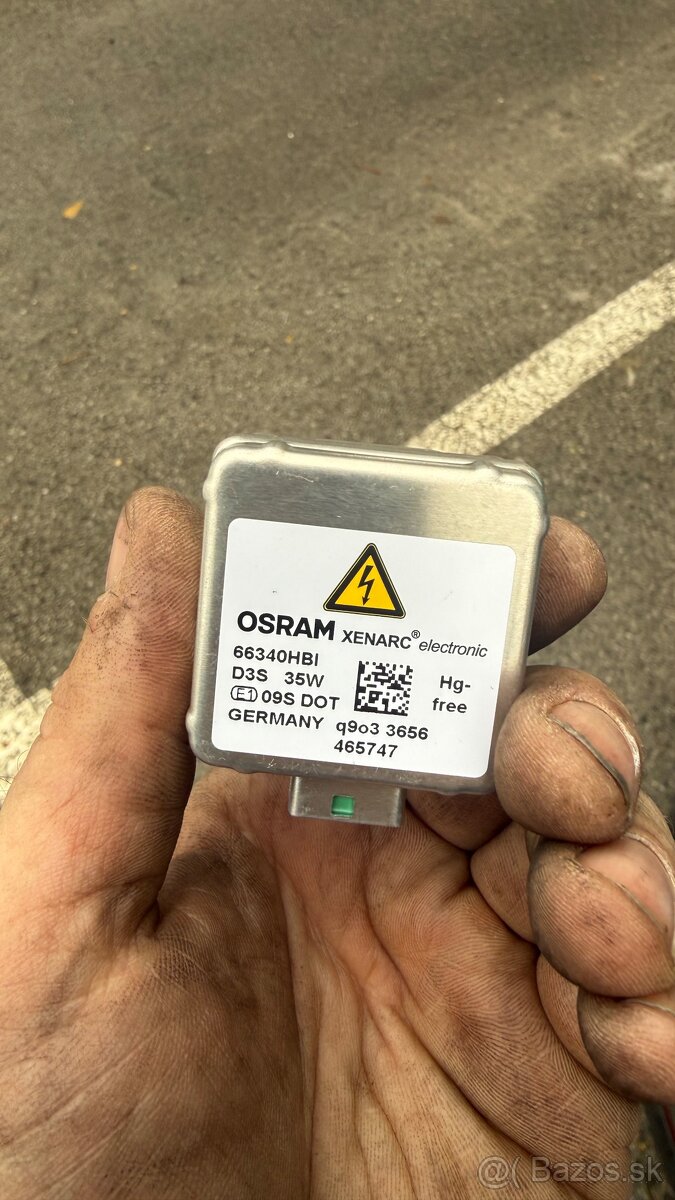 OSRAM XENARC® electronic
66340HBI
D3S 35W
E1 09S DOT
Hg-
free
GERMANY q9o3 3656
465747
@( Bazos.sk